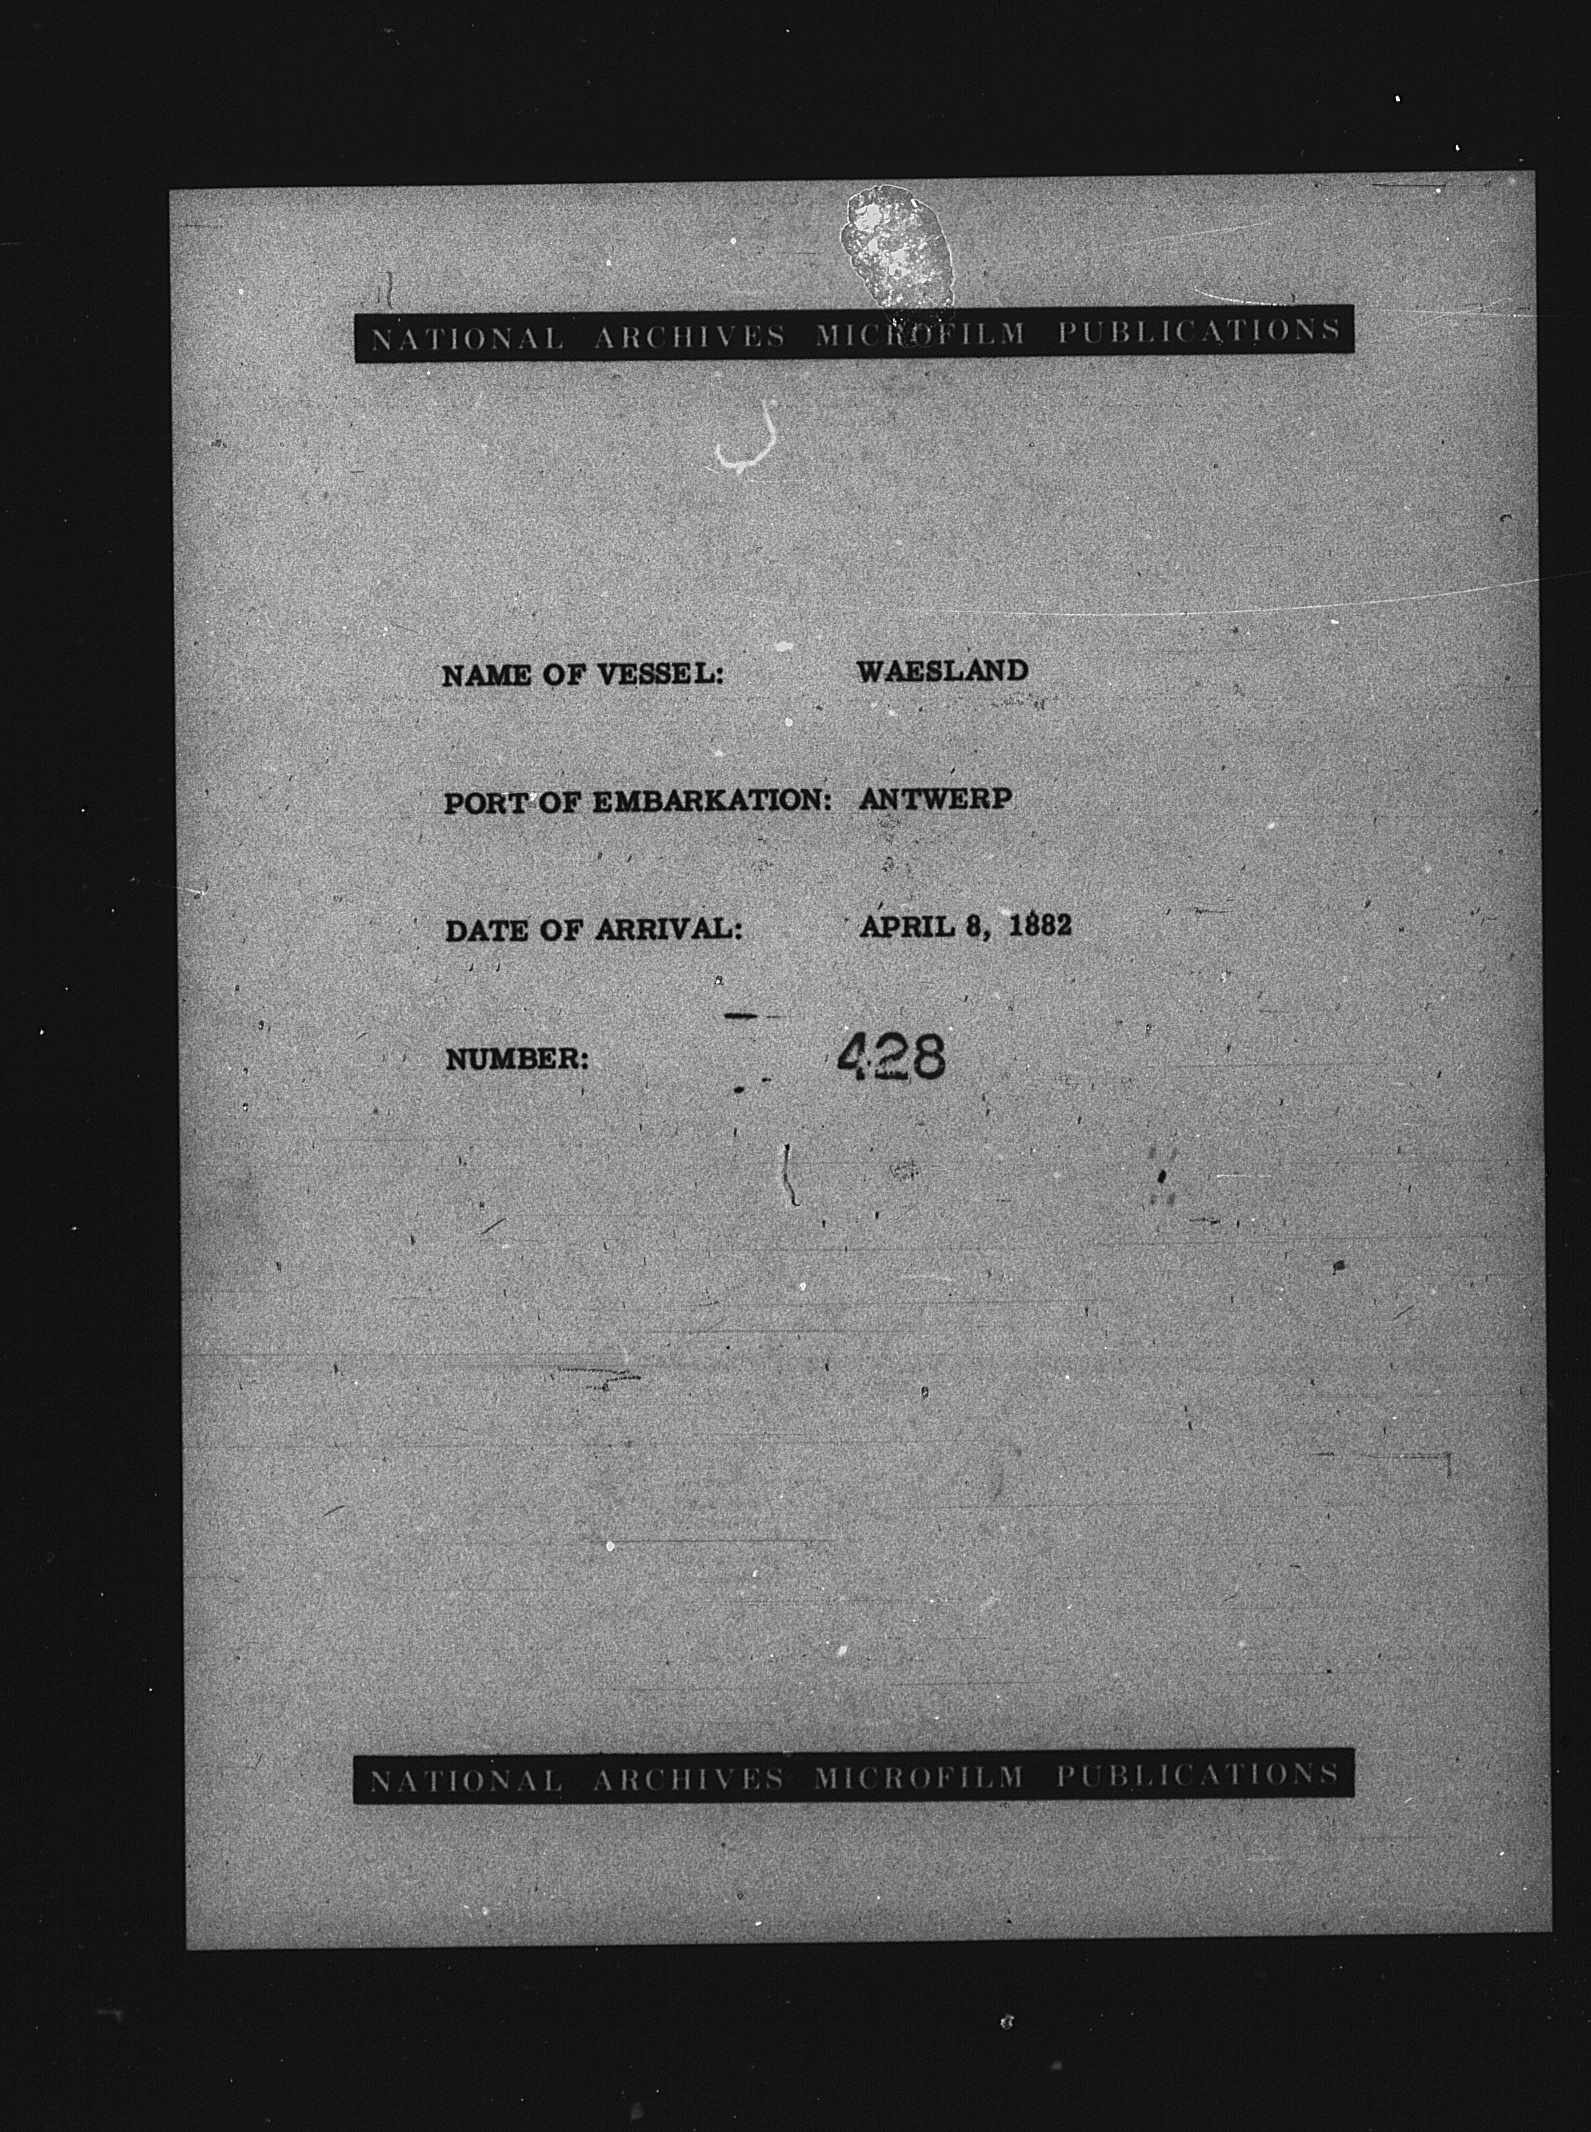 NATIONAL ARCHIVES MICROFILM PUBLICATIONS
NAME OF VESSEL: WAESLAND
PORT OF EMBARKATION: ANTWERP
DATE OF ARRIVAL: APRIL 8, 1882
NUMBER: 428
NATIONAL ARCHIVES MICROFILM PUBLICATIONS